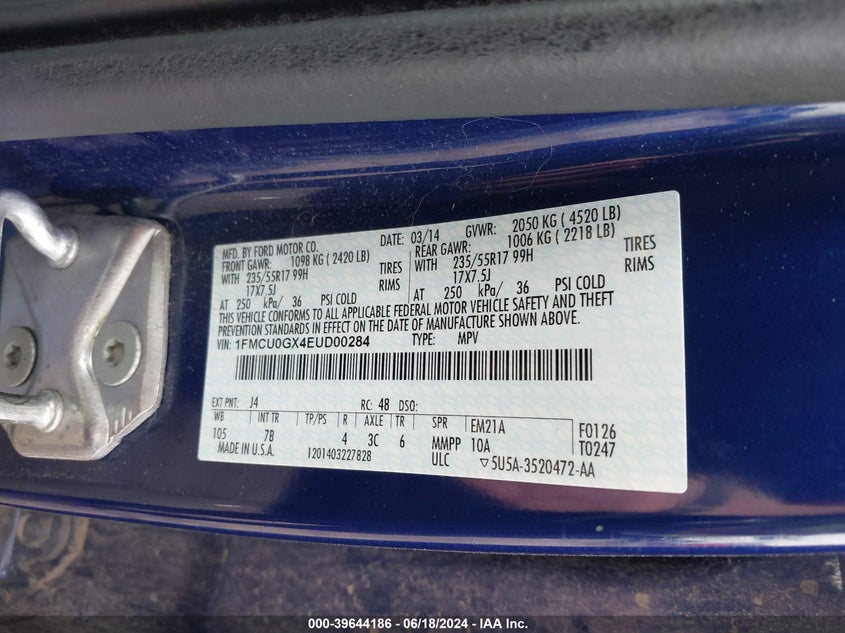 MFD. BY FORD MOTOR CO. DATE: 03/14 GVWR: 2050 KG ( 4520 LB)
FRONT GAWR: 1098 KG ( 2420 LB) REAR GAWR: 1006 KG ( 2218 LB)
WITH 235/55R17 99H TIRES WITH 235/55R17 99H TIRES
17X7.5J RIMS 17X7.5J RIMS
AT 250 kPa/ 36 PSI COLD AT 250 kPa/ 36 PSI COLD
THIS VEHICLE CONFORMS TO ALL APPLICABLE FEDERAL MOTOR VEHICLE SAFETY AND THEFT
PREVENTION STANDARDS IN EFFECT ON THE DATE OF MANUFACTURE SHOWN ABOVE.
VIN: 1FMCU0GX4EUD00284 TYPE: MPV
EXT PNT: J4 RC: 48 DSO:
WB INT TR TP/PS R AXLE TR SPR EM21A F0126
105 7B 4 3C 6 MMPP 10A T0247
MADE IN U.S.A. 1201403227828 ULC ▽5U5A-3520472-AA
000-39644186 - 06/18/2024 - IAA Inc.